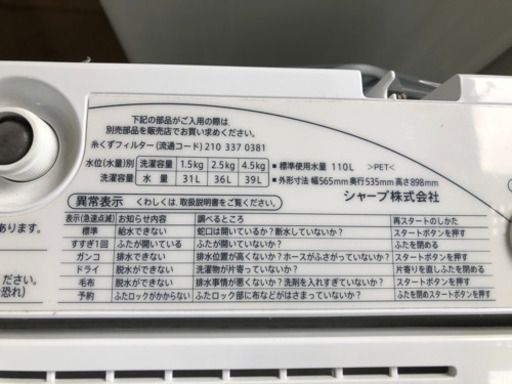 下記の部品がご入用の際は
別売部品を販売店でお買い求めください。
糸くずフィルター(流通コード) 210 337 0381
水位(水量)別 洗濯容量 1.5kg 2.5kg 4.5kg
洗濯容量 水 量 31L 36L 39L
■標準使用水量 110L >PET<
■外形寸法 幅565mm奥行535mm高さ898mm
シャープ株式会社
異常表示 くわしくは、取扱説明書をご覧ください。
表示(急速点滅) お知らせ内容 調べるところ 再スタートのしかた
標準 給水できない 蛇口は開いているか?断水していないか? スタートボタンを押す
すすぎ1回 ふたが開いている ふたが開いていないか? ふたを閉める
ガンコ 排水できない 排水位置が高くないか?ホースがふさがっていないか? スタートボタンを押す
ドライ 脱水ができない 洗濯物が片寄っていないか? 片寄りを直しふたを閉める
毛布 脱水ができない 排水事情が悪くないか?洗剤を入れすぎていないか? スタートボタンを押す
予約 ふたロックがかからない ふたロック部に布などがはさまっていないか? ふたを閉めスタートボタンを押す
あります。
ださい。
恐れ)